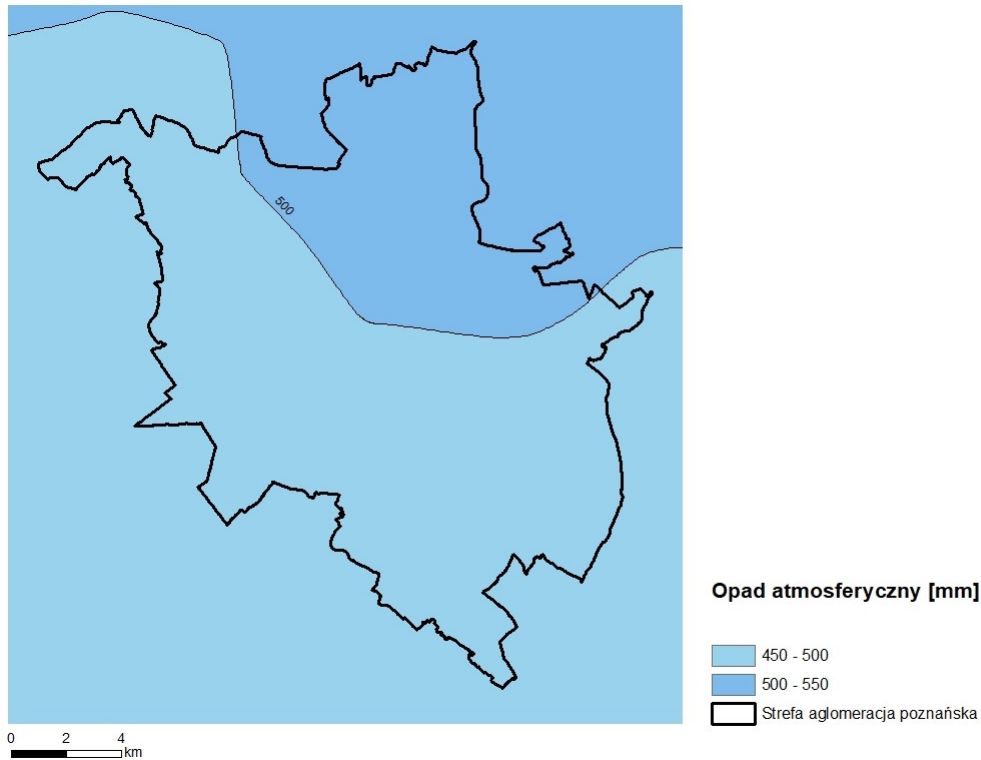 500
Opad atmosferyczny [mm]
450 - 500
500 - 550
Strefa aglomeracja poznańska
0 2 4
km